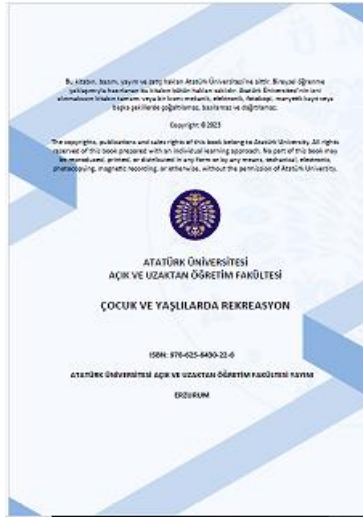 Bu kitabın, basım, yayım ve satış hakları Atatürk Üniversitesi'ne aittir. Bireysel öğrenme
yaklaşımıyla hazırlanan bu kitabın bütün hakları saklıdır. Atatürk Üniversitesi'nin izni
alınmaksızın kitabın tamamı veya bir kısmı mekanik, elektronik, fotokopi, manyetik kayıt veya
başka şekillerde çoğaltılamaz, basılamaz ve dağıtılamaz.
Copyright ©2023
The copyrights, publications and sales rights of this book belong to Atatürk University. All rights
reserved of this book prepared with an individual learning approach. No part of this book may
be reproduced, printed, or distributed in any form or by any means, techanical, electronic,
photocopying, magnetic recording, or otherwise, without the permission of Atatürk University.
ATATÜRK ÜNİVERSİTESİ
AÇIK VE UZAKTAN ÖĞRETİM FAKÜLTESİ
ÇOCUK VE YAŞLILARDA REKREASYON
ISBN: 978-625-6430-22-8
ATATÜRK ÜNİVERSİTESİ AÇIK VE UZAKTAN ÖĞRETİM FAKÜLTESİ YAYINI
ERZURUM